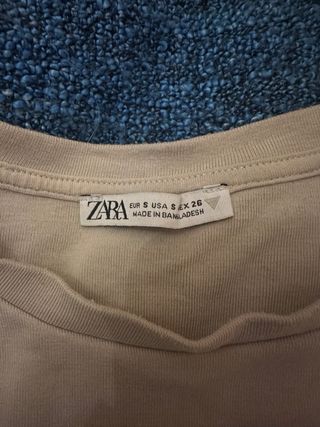 ZARA
EUR S USA S MEX 26
MADE IN BANGLADESH